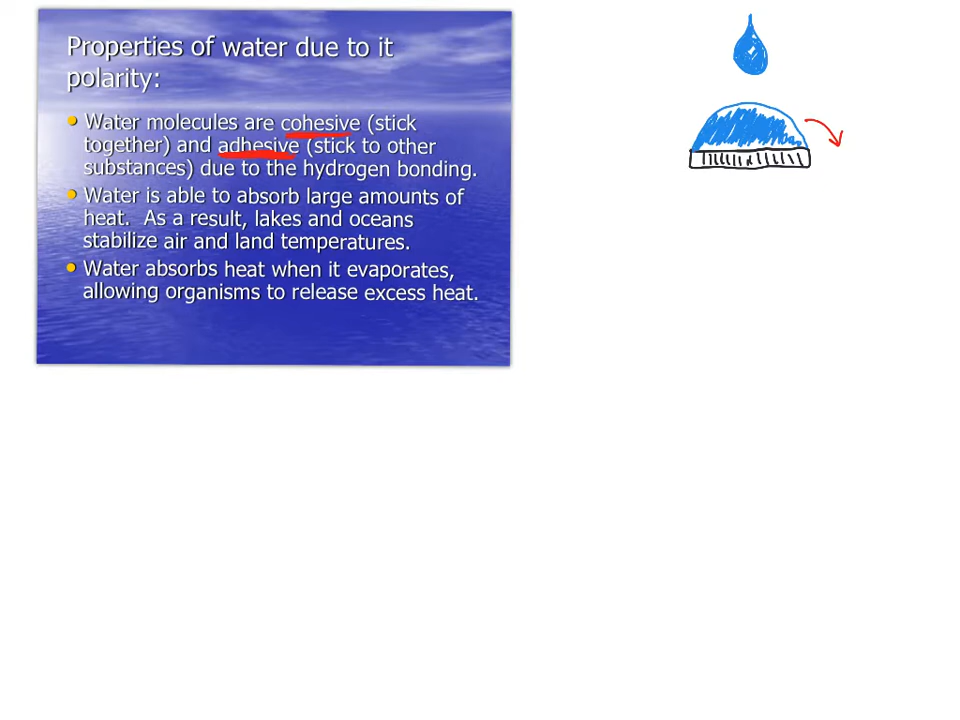 Properties of water due to it
polarity:
• Water molecules are cohesive (stick
together) and adhesive (stick to other
substances) due to the hydrogen bonding.
• Water is able to absorb large amounts of
heat. As a result, lakes and oceans
stabilize air and land temperatures.
• Water absorbs heat when it evaporates,
allowing organisms to release excess heat.